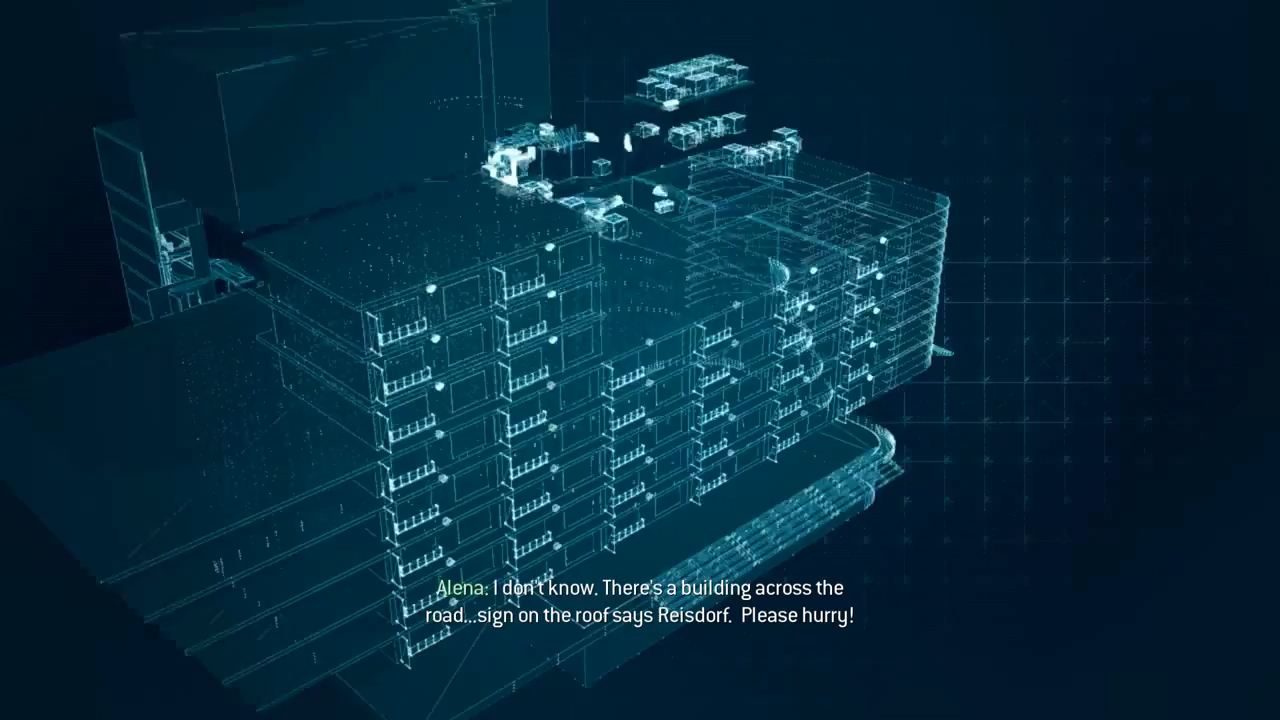 Alena: I don't know. There's a building across the
road...sign on the roof says Reisdorf.  Please hurry!